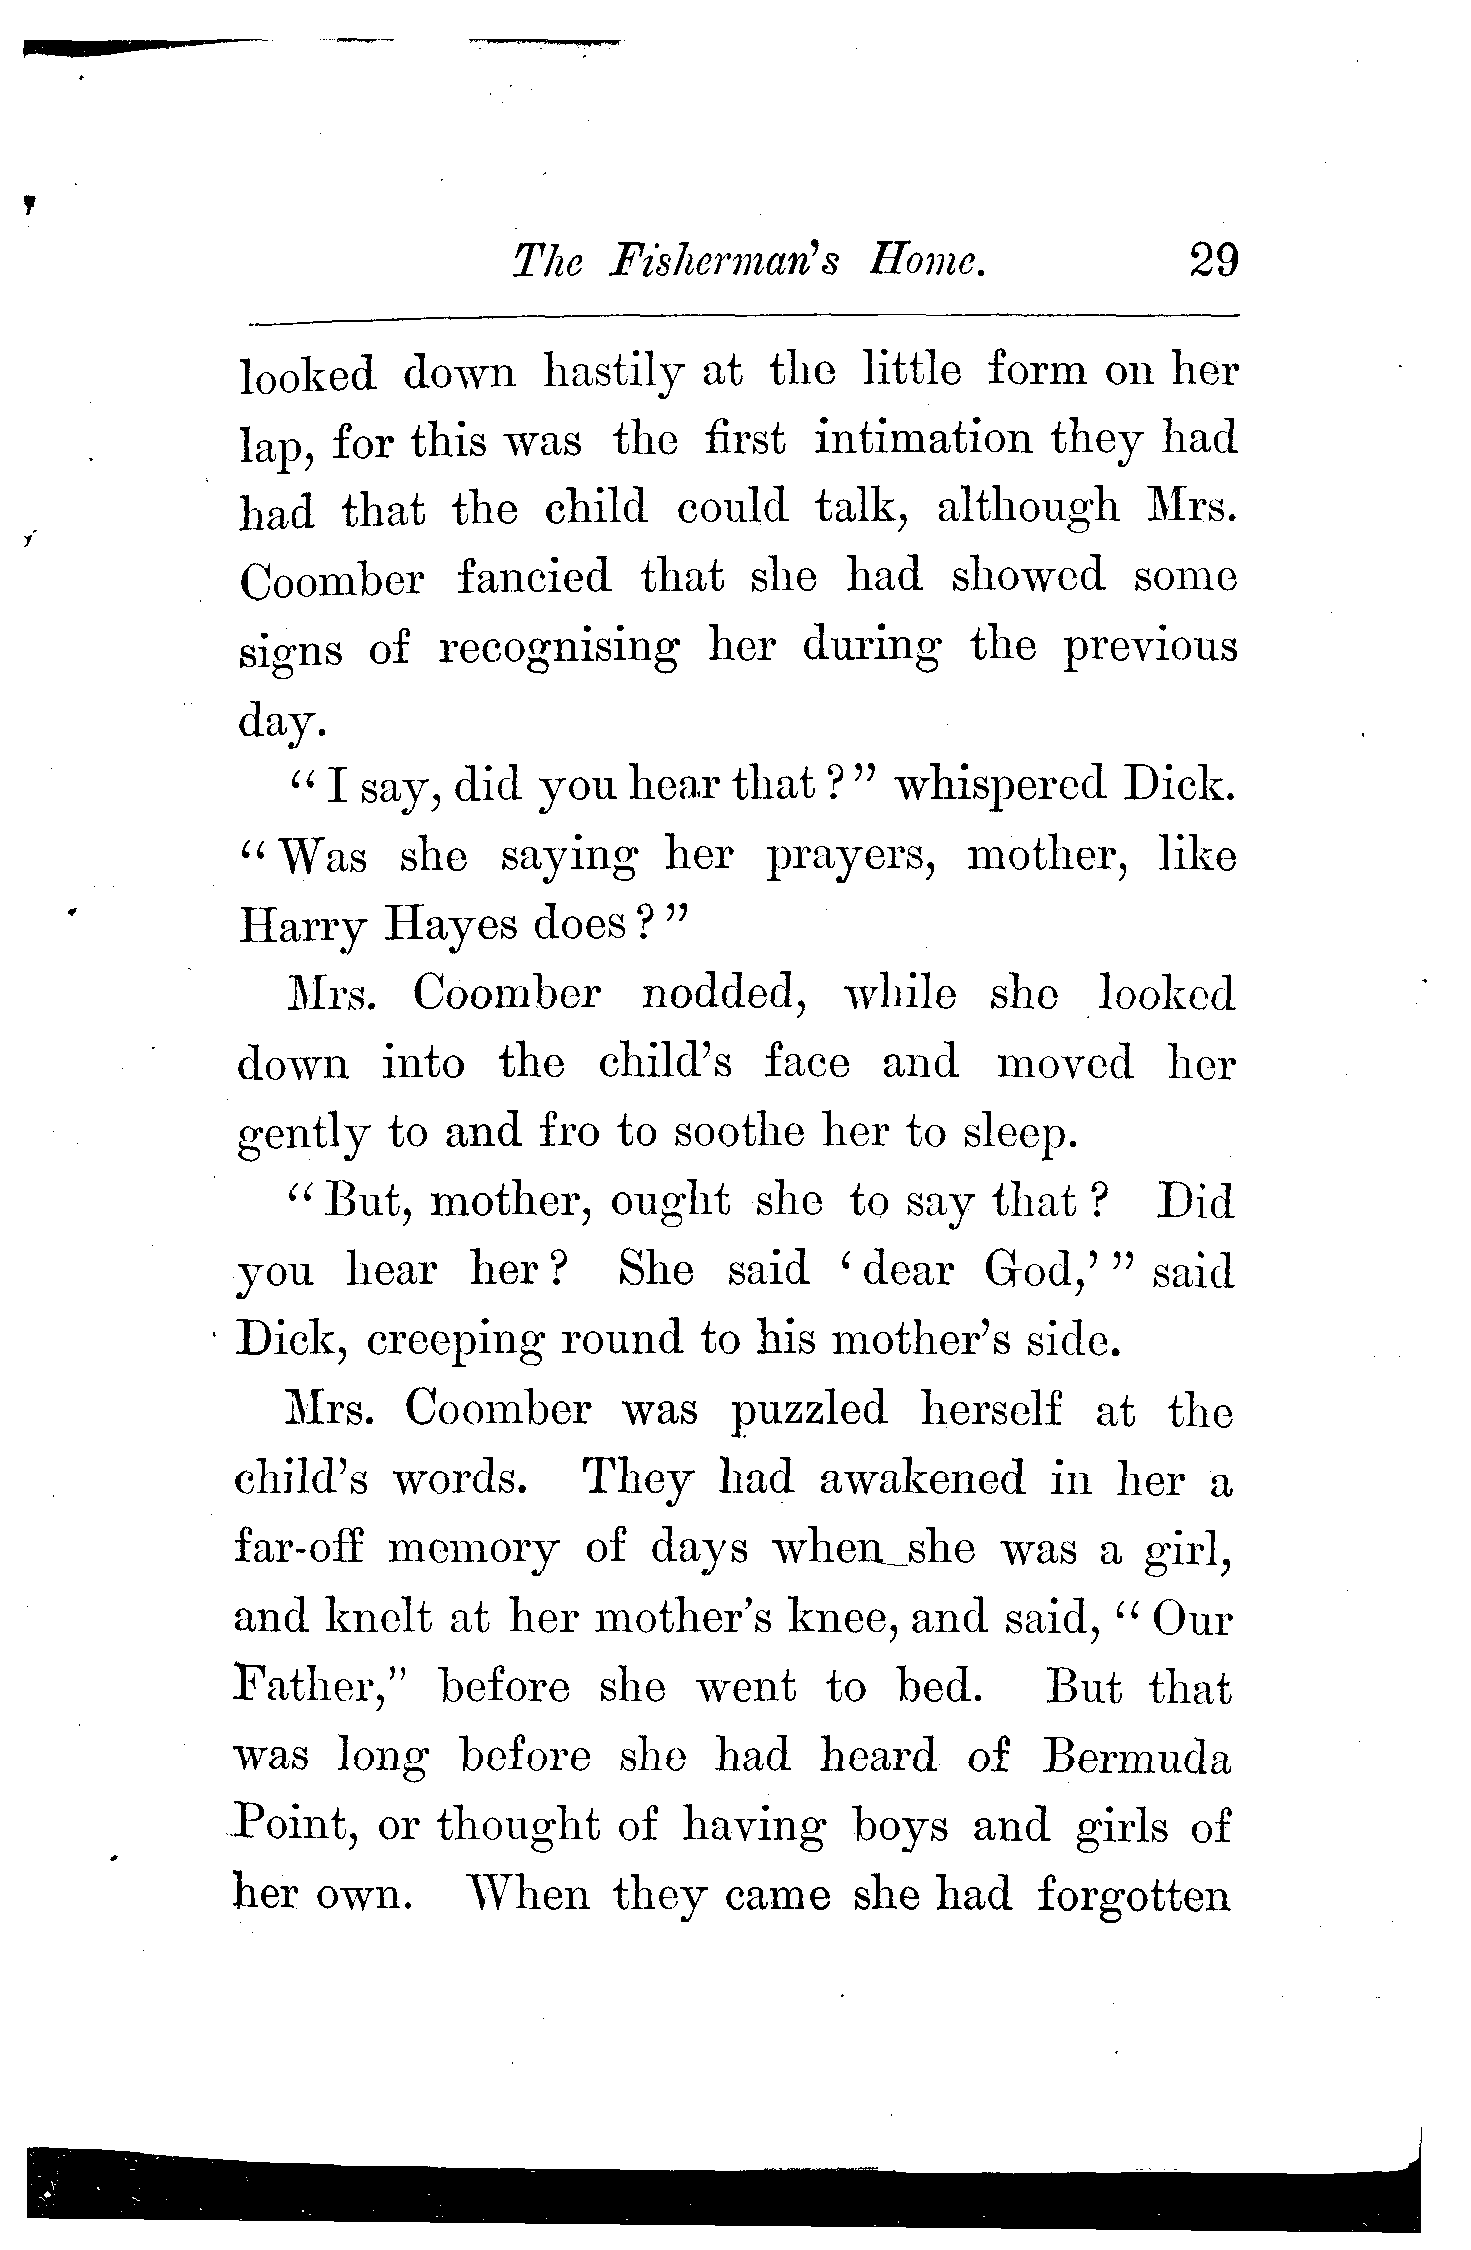 The Fisherman's Home. 29
looked down hastily at the little form on her
lap, for this was the first intimation they had
had that the child could talk, although Mrs.
Coomber fancied that she had showed some
signs of recognising her during the previous
day.
"I say, did you hear that?" whispered Dick.
"Was she saying her prayers, mother, like
Harry Hayes does?"
Mrs. Coomber nodded, while she looked
down into the child's face and moved her
gently to and fro to soothe her to sleep.
"But, mother, ought she to say that? Did
you hear her? She said 'dear God,'" said
Dick, creeping round to his mother's side.
Mrs. Coomber was puzzled herself at the
child's words. They had awakened in her a
far-off memory of days when she was a girl,
and knelt at her mother's knee, and said, "Our
Father," before she went to bed. But that
was long before she had heard of Bermuda
Point, or thought of having boys and girls of
her own. When they came she had forgotten